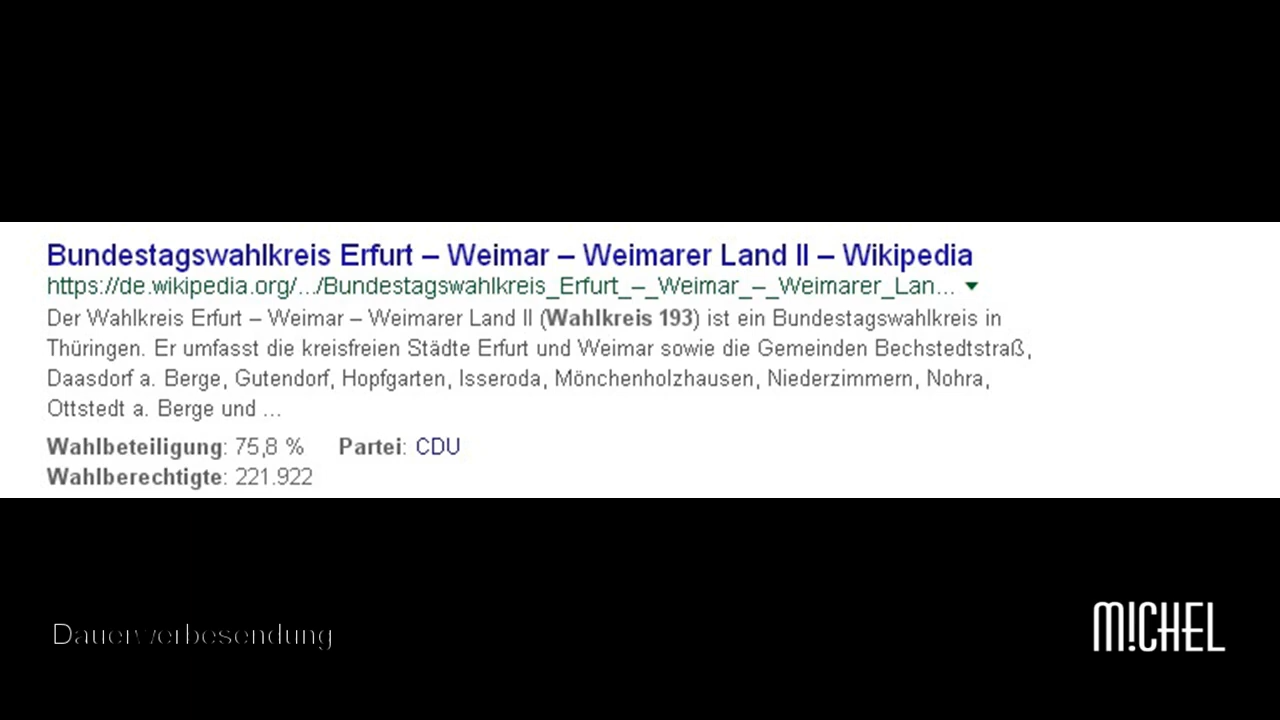 Bundestagswahlkreis Erfurt – Weimar – Weimarer Land II – Wikipedia
https://de.wikipedia.org/.../Bundestagswahlkreis_Erfurt_–_Weimar_–_Weimarer_Lan... ▼
Der Wahlkreis Erfurt – Weimar – Weimarer Land II (Wahlkreis 193) ist ein Bundestagswahlkreis in
Thüringen. Er umfasst die kreisfreien Städte Erfurt und Weimar sowie die Gemeinden Bechstedtstraß,
Daasdorf a. Berge, Gutendorf, Hopfgarten, Isseroda, Mönchenholzhausen, Niederzimmern, Nohra,
Ottstedt a. Berge und ...
Wahlbeteiligung: 75,8 % Partei: CDU
Wahlberechtigte: 221.922
Dauerwerbesendung
M!CHEL